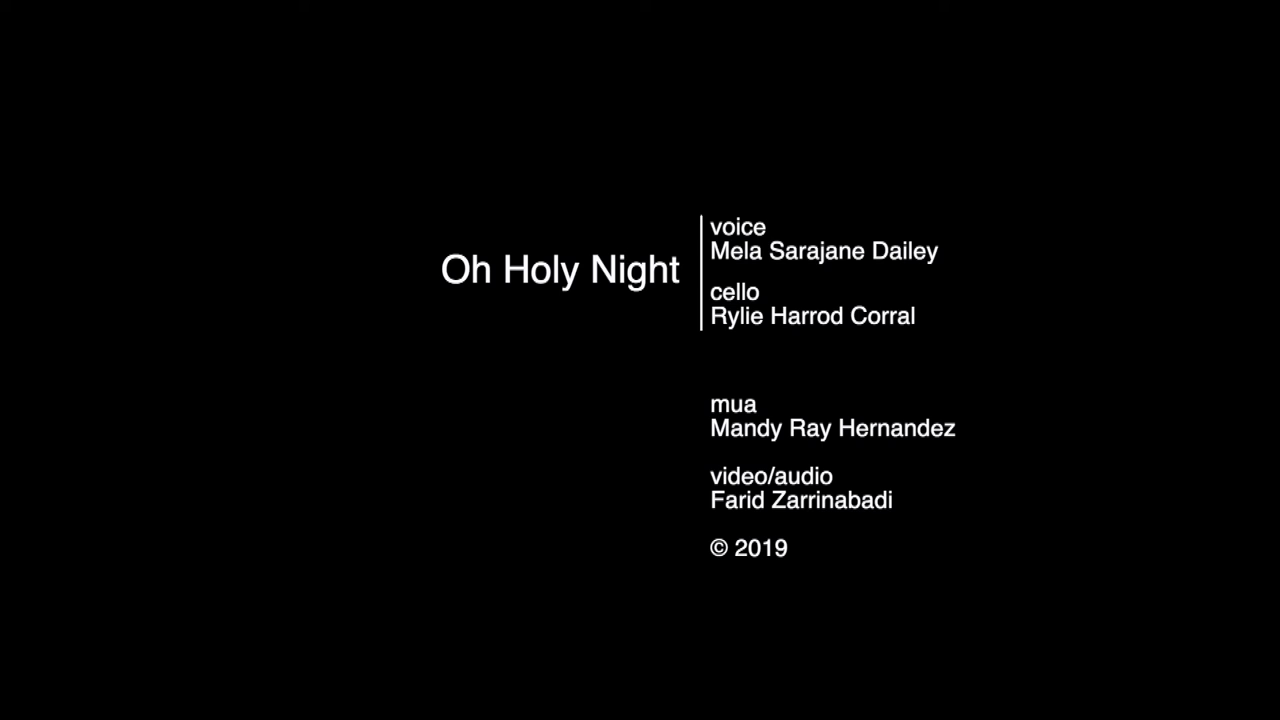 Oh Holy Night
voice
Mela Sarajane Dailey
cello
Rylie Harrod Corral
mua
Mandy Ray Hernandez
video/audio
Farid Zarrinabadi
© 2019